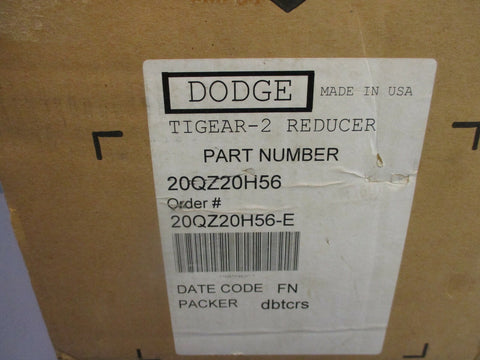 DODGE MADE IN USA
TIGEAR-2 REDUCER
PART NUMBER
20QZ20H56
Order #
20QZ20H56-E
DATE CODE FN
PACKER dbtcrs